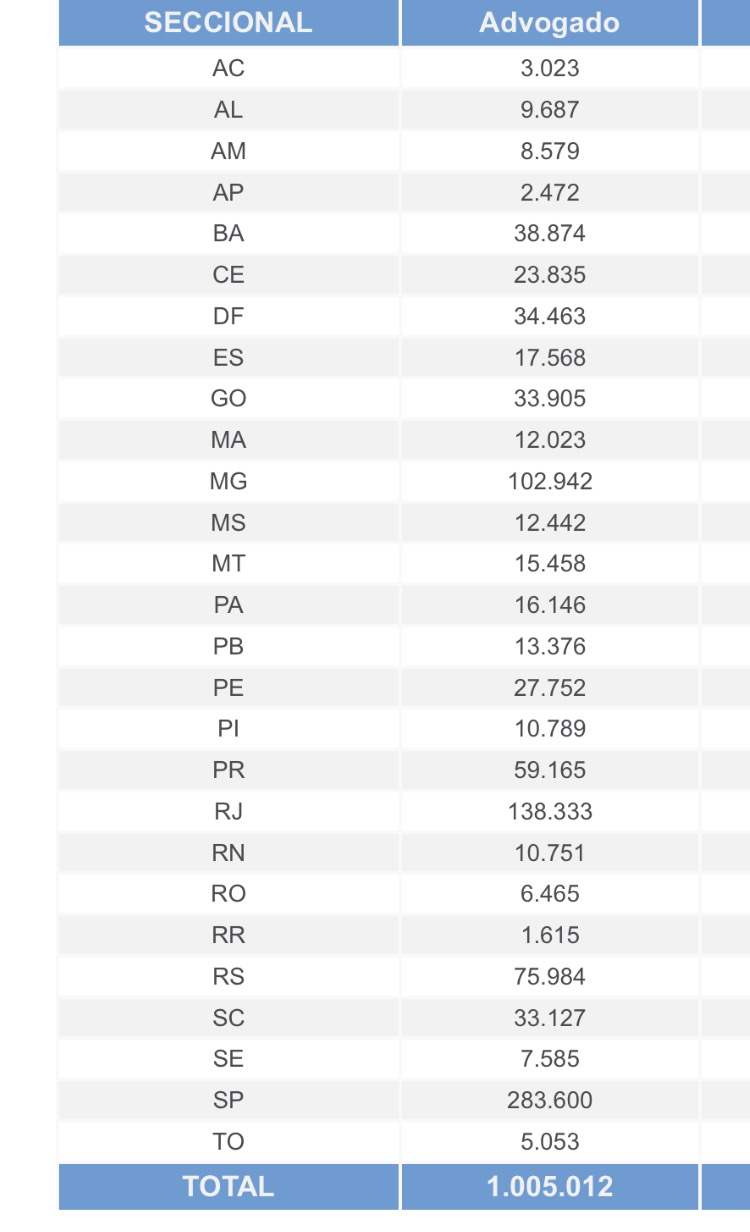 SECCIONAL Advogado
AC 3.023
AL 9.687
AM 8.579
AP 2.472
BA 38.874
CE 23.835
DF 34.463
ES 17.568
GO 33.905
MA 12.023
MG 102.942
MS 12.442
MT 15.458
PA 16.146
PB 13.376
PE 27.752
PI 10.789
PR 59.165
RJ 138.333
RN 10.751
RO 6.465
RR 1.615
RS 75.984
SC 33.127
SE 7.585
SP 283.600
TO 5.053
TOTAL 1.005.012